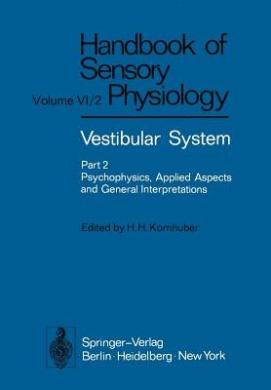 Handbook of
Sensory
Volume VI/2 Physiology
Vestibular System
Part 2
Psychophysics, Applied Aspects
and General Interpretations
Edited by H.H. Kornhuber
Springer-Verlag
Berlin · Heidelberg · New York